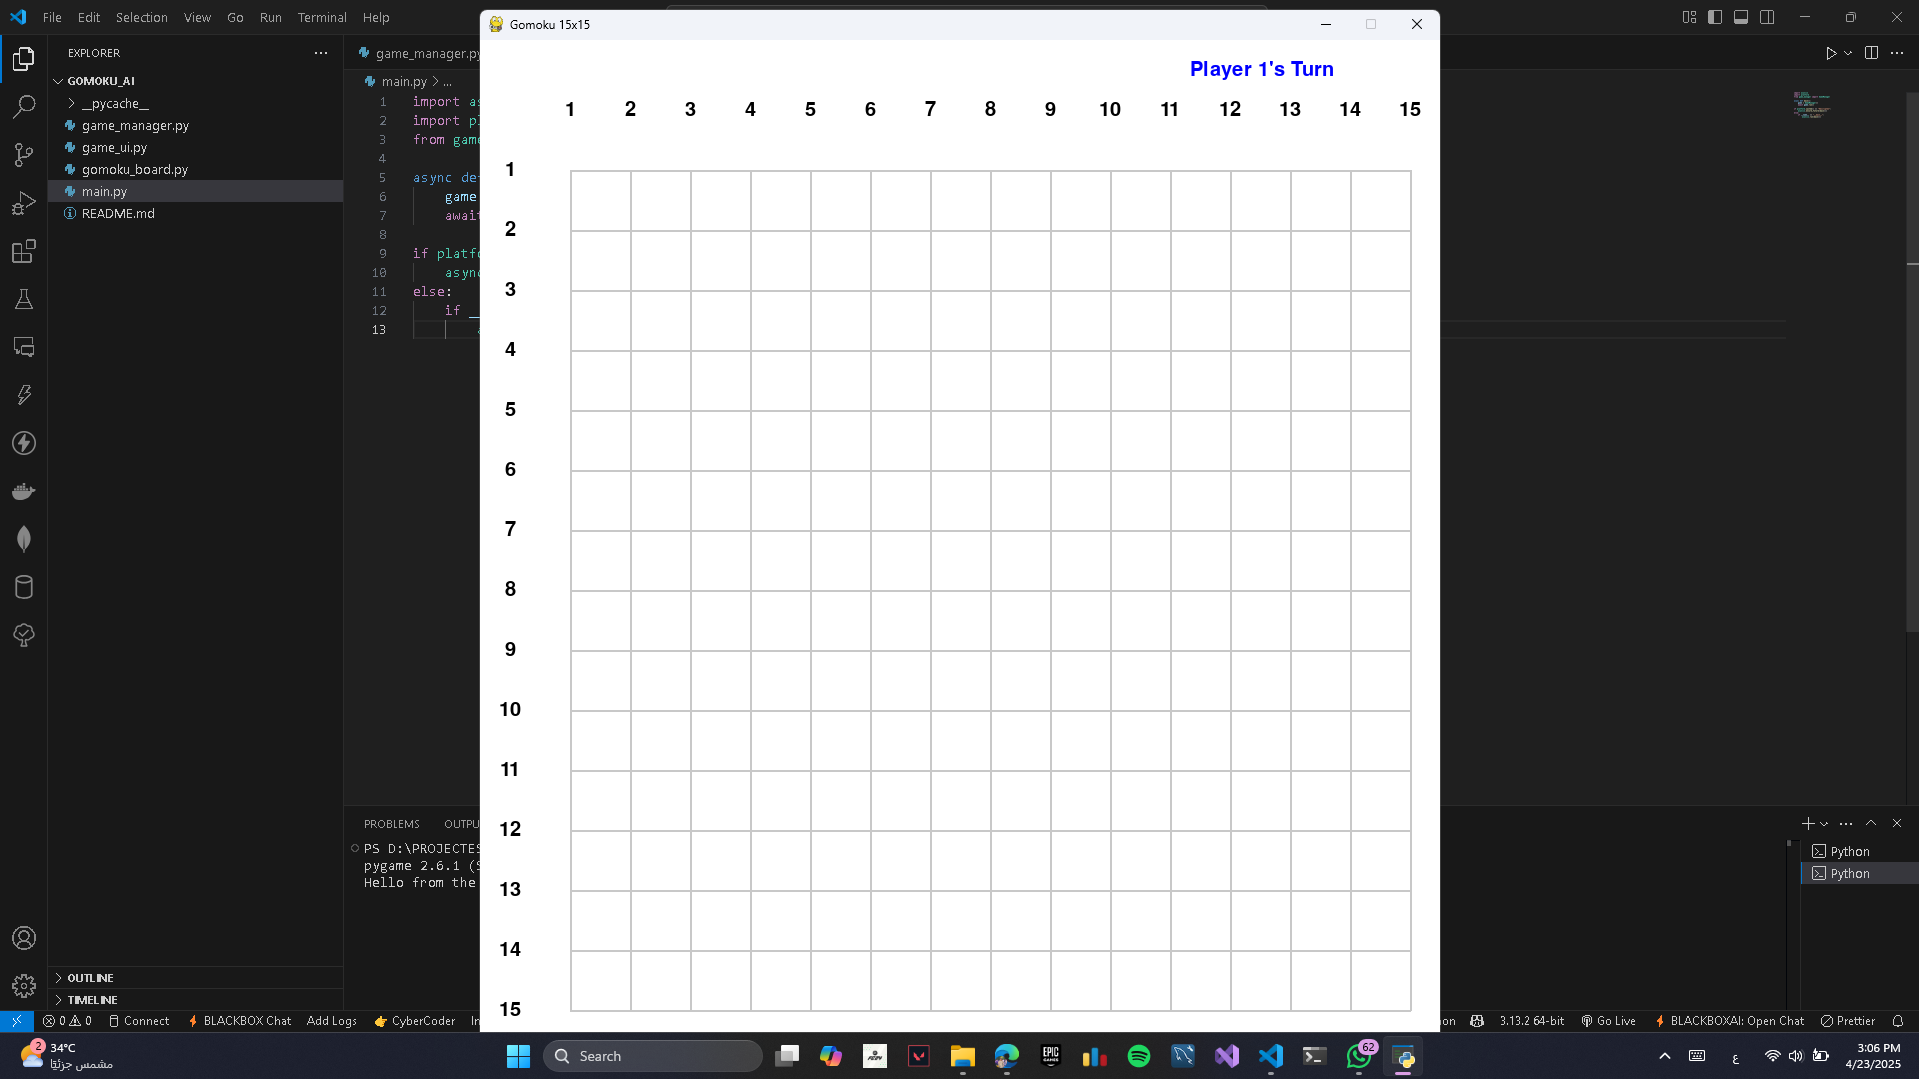 File Edit Selection View Go Run Terminal Help
Gomoku 15x15
EXPLORER
GOMOKU_AI
__pycache__
game_manager.py
game_ui.py
gomoku_board.py
main.py
README.md
OUTLINE
TIMELINE
game_manager.py
main.py > ...
1 import as
2 import pl
3 from game
4
5 async de
6 game
7 await
8
9 if platfo
10 async
11 else:
12 if __
13 a
Player 1's Turn
1 2 3 4 5 6 7 8 9 10 11 12 13 14 15
1
2
3
4
5
6
7
8
9
10
11
12
13
14
15
PROBLEMS OUTPU
PS D:\PROJECTES
pygame 2.6.1 (S
Hello from the
Python
Python
0 0 Connect BLACKBOX Chat Add Logs CyberCoder In
on 3.13.2 64-bit Go Live BLACKBOXAI: Open Chat Prettier
2
34°C
مشمس جزئيًا
Search
EPIC GAMES
62
ع
3:06 PM
4/23/2025